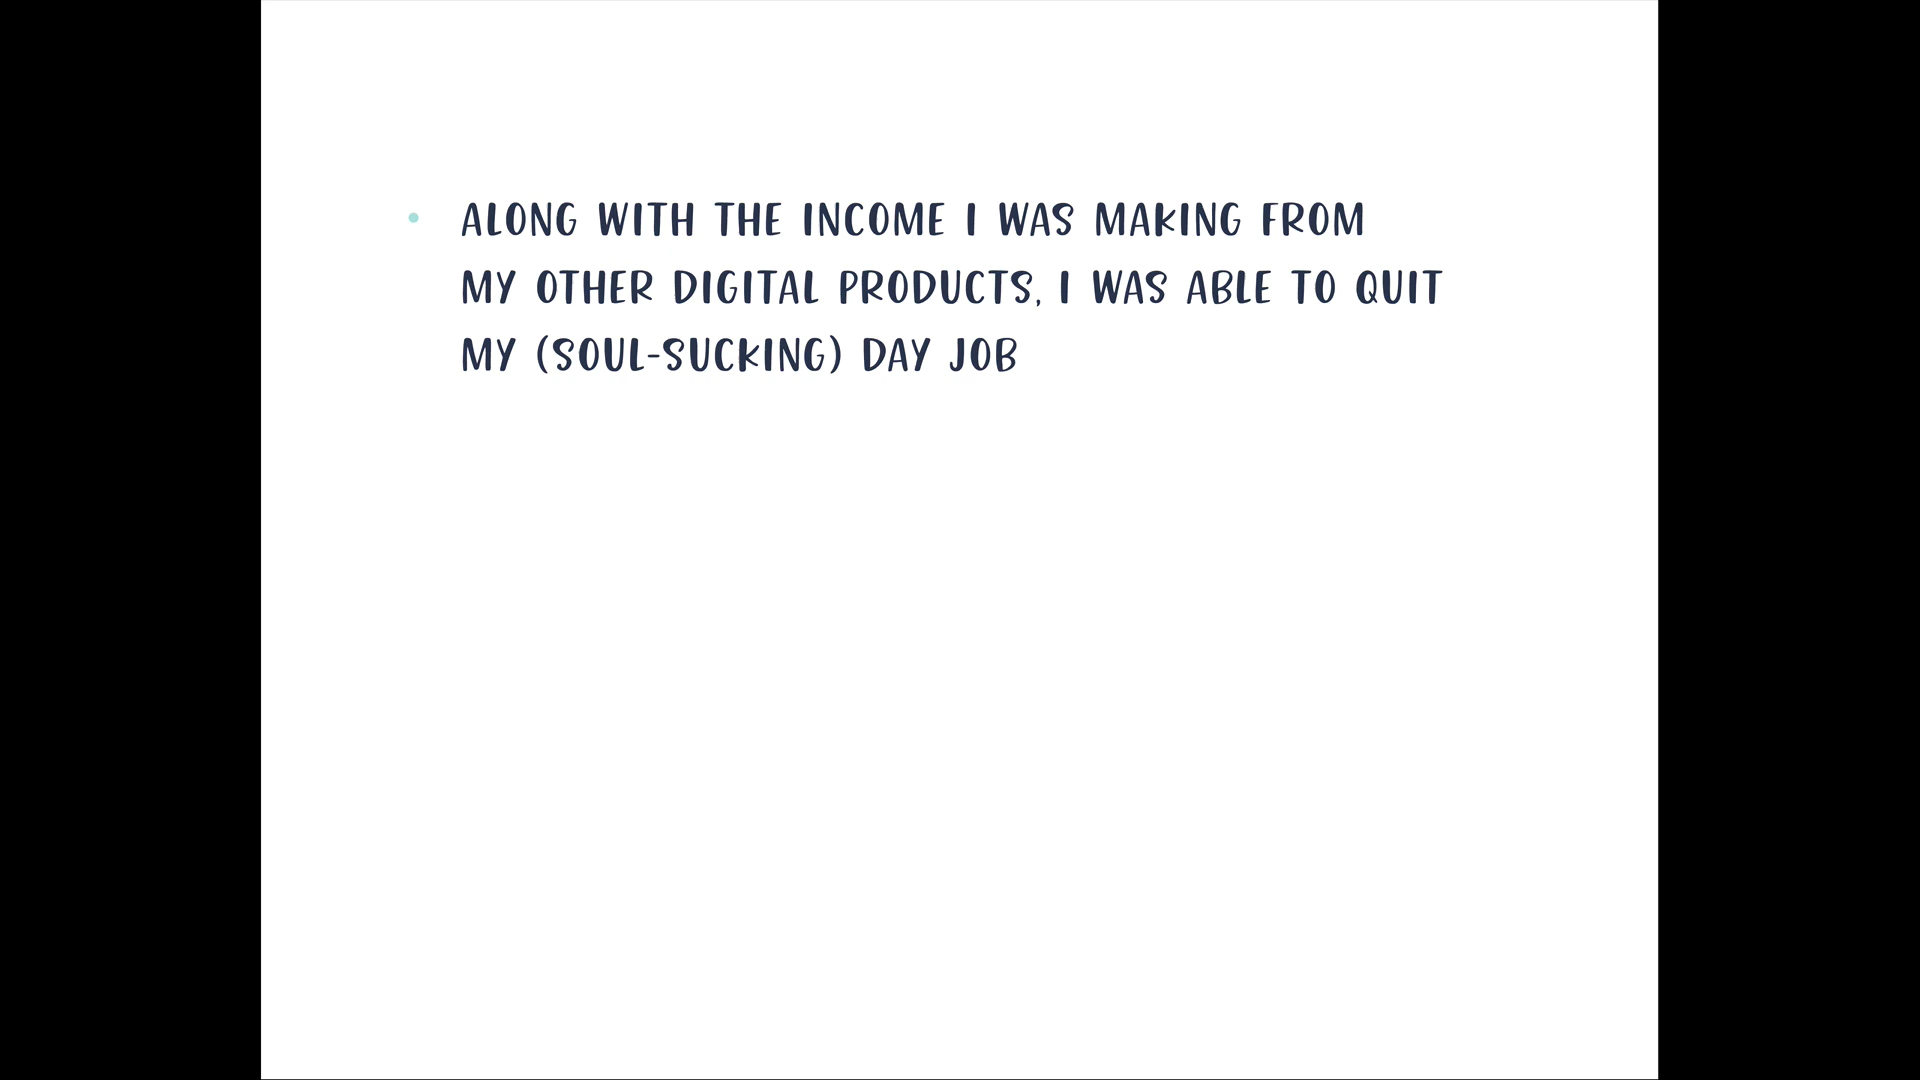 • ALONG WITH THE INCOME I WAS MAKING FROM
MY OTHER DIGITAL PRODUCTS, I WAS ABLE TO QUIT
MY (SOUL-SUCKING) DAY JOB